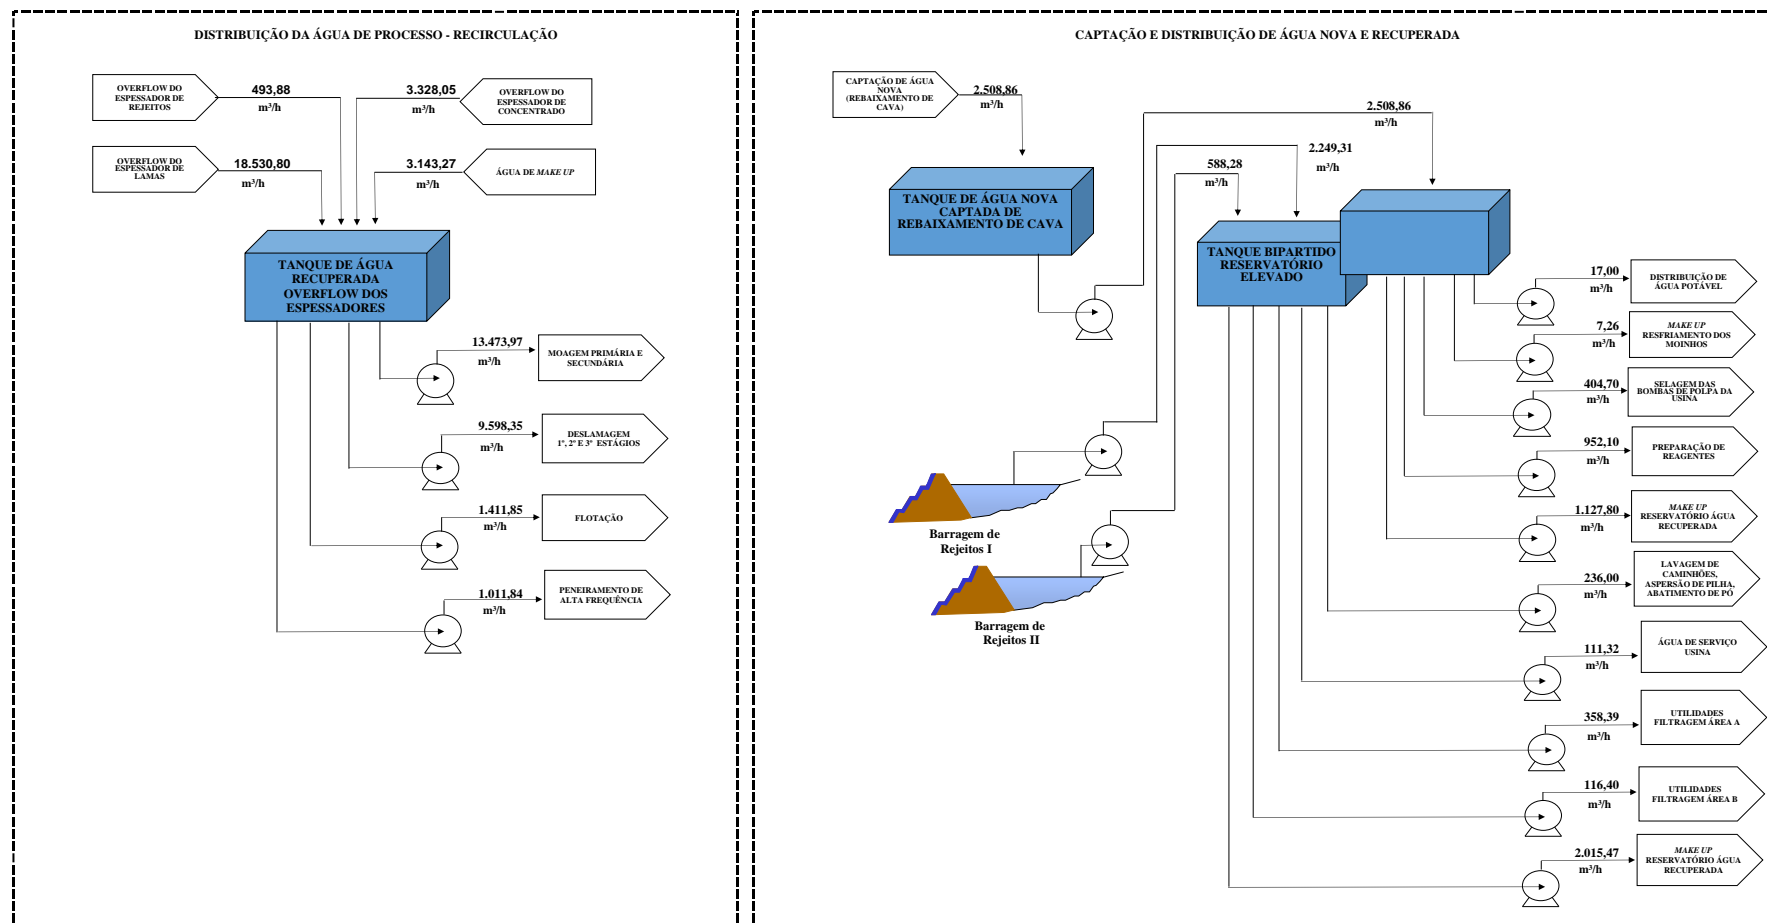 DISTRIBUIÇÃO DA ÁGUA DE PROCESSO - RECIRCULAÇÃO
OVERFLOW DO
ESPESSADOR DE
REJEITOS
493,88
m³/h
3.328,05
m³/h
OVERFLOW DO
ESPESSADOR DE
CONCENTRADO
OVERFLOW DO
ESPESSADOR DE
LAMAS
18.530,80
m³/h
3.143,27
m³/h
ÁGUA DE MAKE UP
TANQUE DE ÁGUA
RECUPERADA
OVERFLOW DOS
ESPESSADORES
13.473,97
m³/h
MOAGEM PRIMÁRIA E
SECUNDÁRIA
9.598,35
m³/h
DESLAMAGEM
1º, 2º E 3º ESTÁGIOS
1.411,85
m³/h
FLOTAÇÃO
1.011,84
m³/h
PENEIRAMENTO DE
ALTA FREQUÊNCIA
CAPTAÇÃO E DISTRIBUIÇÃO DE ÁGUA NOVA E RECUPERADA
CAPTAÇÃO DE ÁGUA
NOVA
(REBAIXAMENTO DE
CAVA)
2.508,86
m³/h
2.508,86
m³/h
2.249,31
m³/h
588,28
m³/h
TANQUE DE ÁGUA NOVA
CAPTADA DE
REBAIXAMENTO DE CAVA
TANQUE BIPARTIDO
RESERVATÓRIO
ELEVADO
Barragem de
Rejeitos I
Barragem de
Rejeitos II
17,00
m³/h
DISTRIBUIÇÃO DE
ÁGUA POTÁVEL
7,26
m³/h
MAKE UP
RESFRIAMENTO DOS
MOINHOS
404,70
m³/h
SELAGEM DAS
BOMBAS DE POLPA DA
USINA
952,10
m³/h
PREPARAÇÃO DE
REAGENTES
1.127,80
m³/h
MAKE UP
RESERVATÓRIO ÁGUA
RECUPERADA
236,00
m³/h
LAVAGEM DE
CAMINHÕES,
ASPERSÃO DE PILHA,
ABATIMENTO DE PÓ
111,32
m³/h
ÁGUA DE SERVIÇO
USINA
358,39
m³/h
UTILIDADES
FILTRAGEM ÁREA A
116,40
m³/h
UTILIDADES
FILTRAGEM ÁREA B
2.015,47
m³/h
MAKE UP
RESERVATÓRIO ÁGUA
RECUPERADA